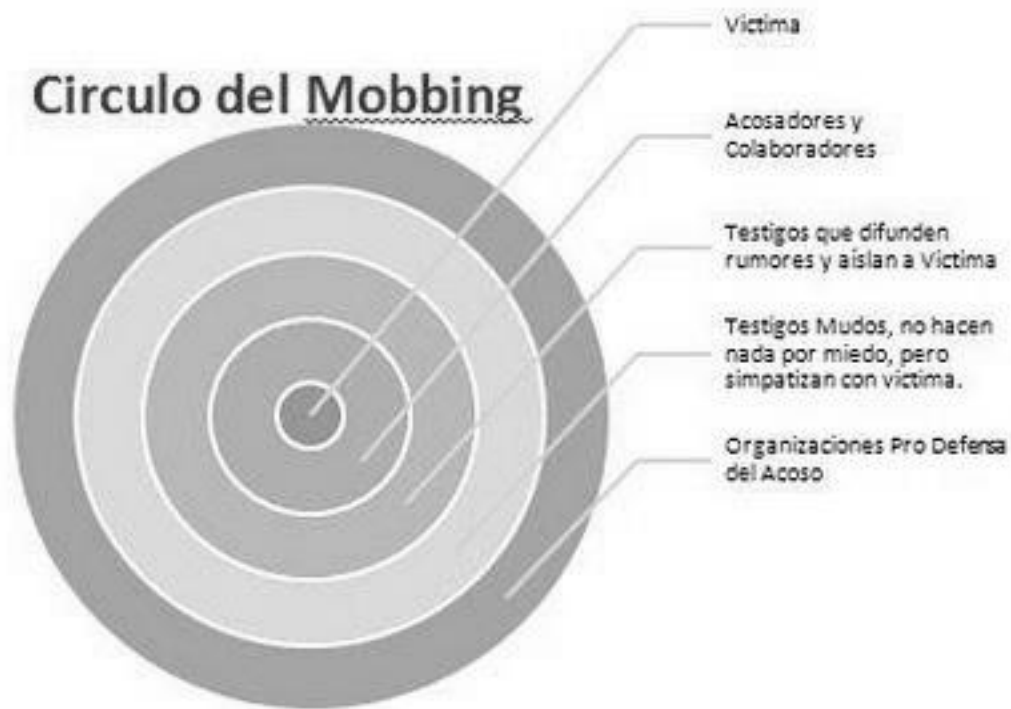 Circulo del Mobbing
Victima
Acosadores y
Colaboradores
Testigos que difunden
rumores y aislan a Victima
Testigos Mudos, no hacen
nada por miedo, pero
simpatizan con victima.
Organizaciones Pro Defensa
del Acoso